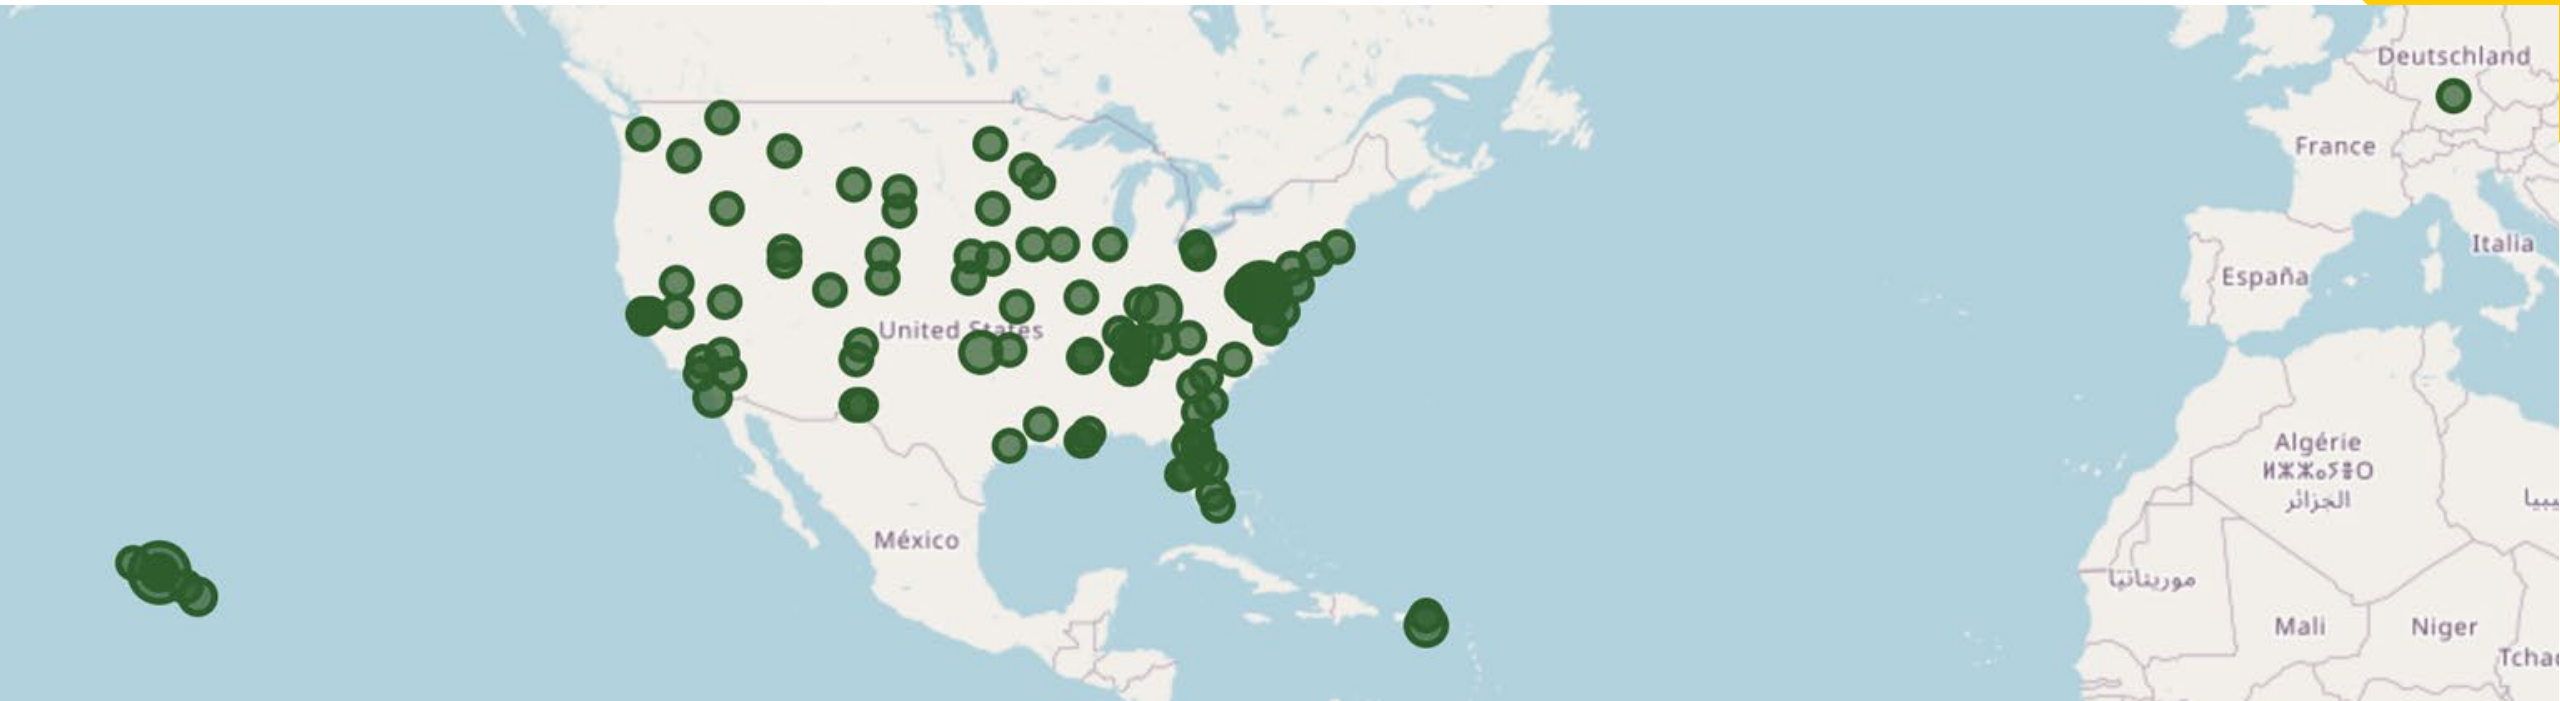 Deutschland
France
Italia
España
United States
México
Algérie
ⵍⵣⵣⴰⵢⴻⵔ
الجزائر
موريتانيا
Mali
Niger